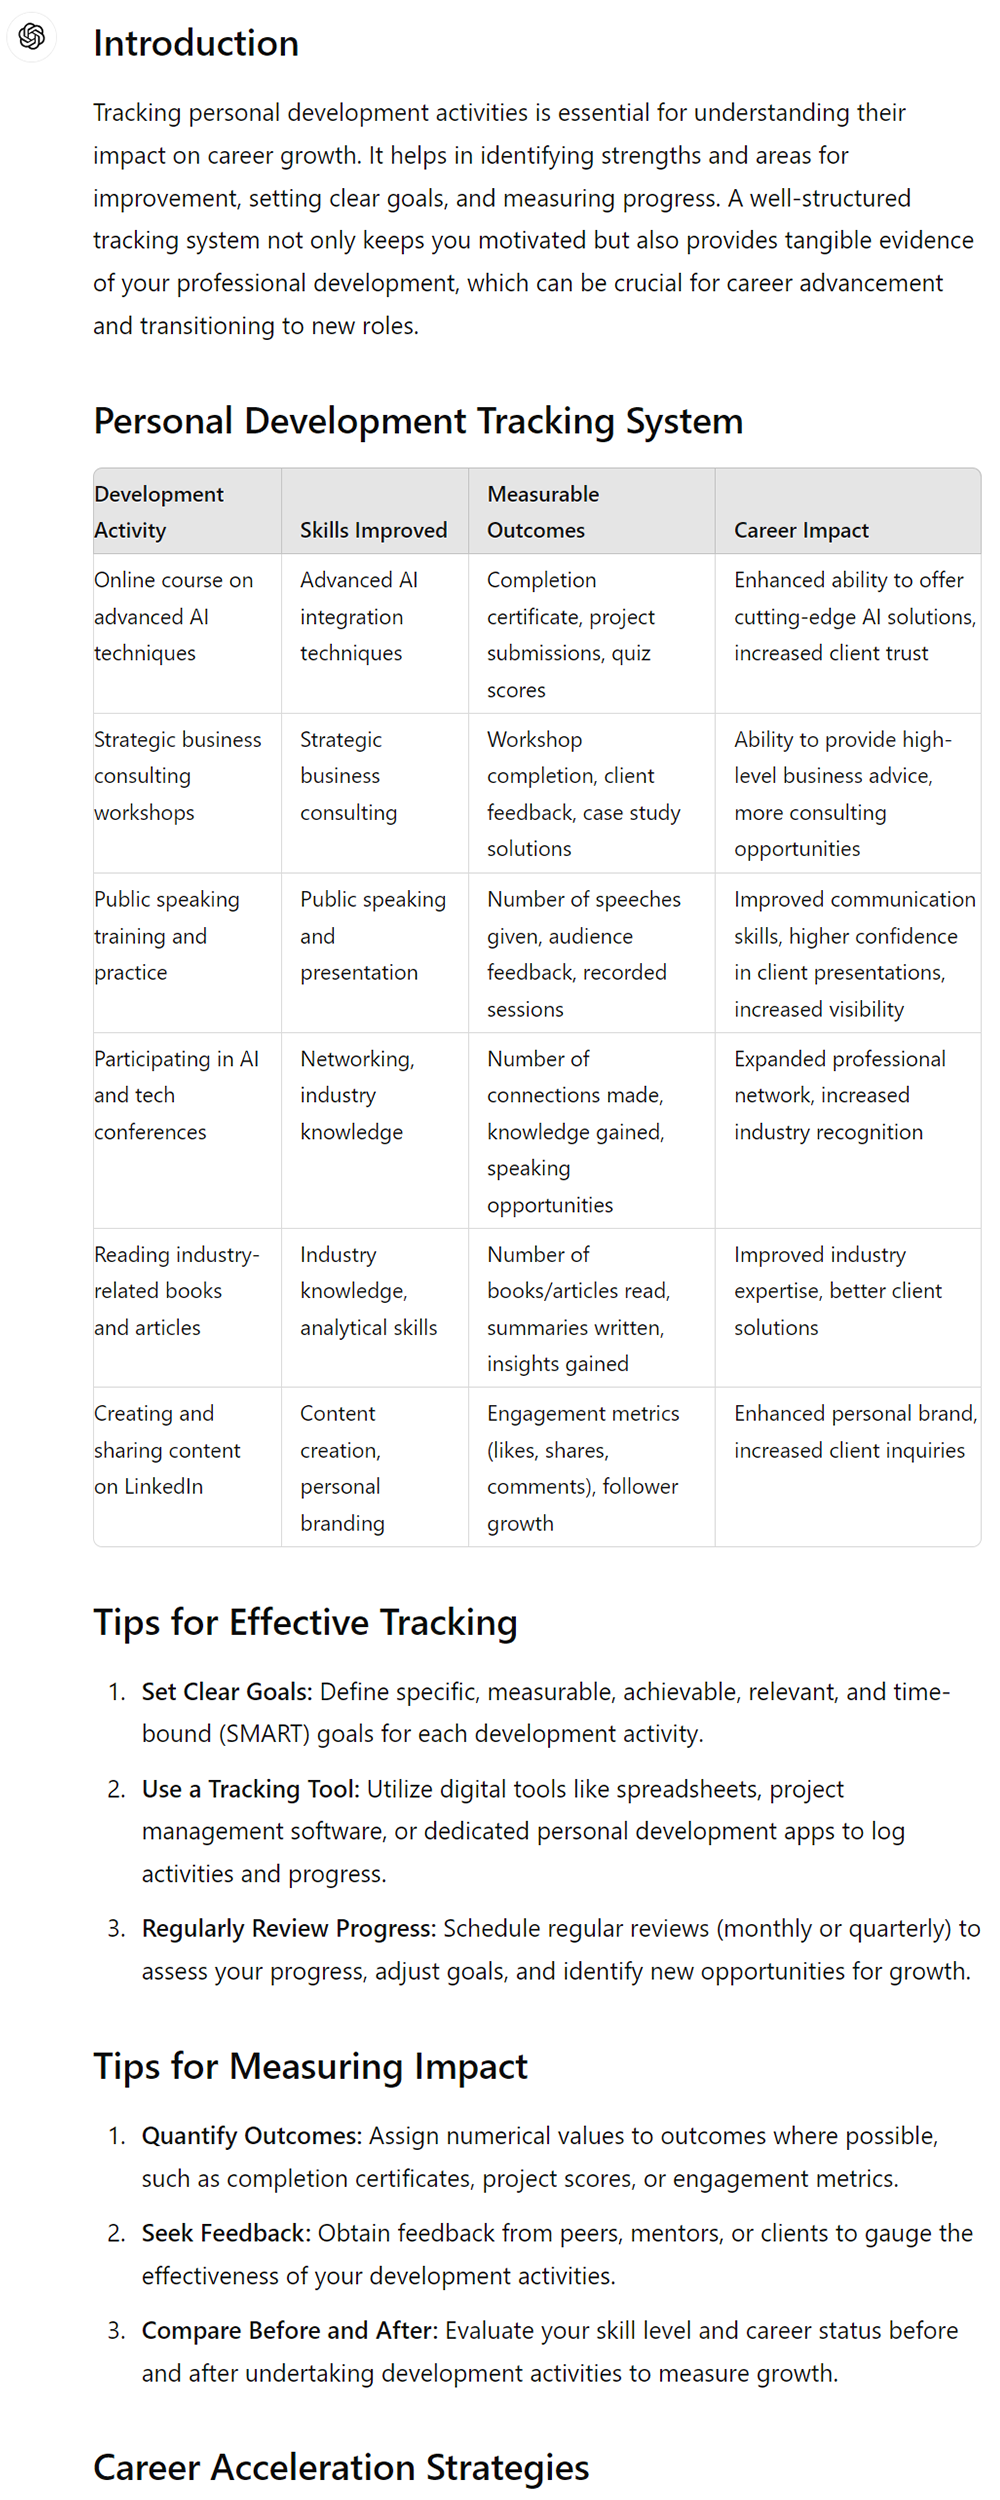 Introduction
Tracking personal development activities is essential for understanding their
impact on career growth. It helps in identifying strengths and areas for
improvement, setting clear goals, and measuring progress. A well-structured
tracking system not only keeps you motivated but also provides tangible evidence
of your professional development, which can be crucial for career advancement
and transitioning to new roles.
Personal Development Tracking System
Development
Activity
Skills Improved
Measurable
Outcomes
Career Impact
Online course on
advanced AI
techniques
Advanced AI
integration
techniques
Completion
certificate, project
submissions, quiz
scores
Enhanced ability to offer
cutting-edge AI solutions,
increased client trust
Strategic business
consulting
workshops
Strategic
business
consulting
Workshop
completion, client
feedback, case study
solutions
Ability to provide high-
level business advice,
more consulting
opportunities
Public speaking
training and
practice
Public speaking
and
presentation
Number of speeches
given, audience
feedback, recorded
sessions
Improved communication
skills, higher confidence
in client presentations,
increased visibility
Participating in AI
and tech
conferences
Networking,
industry
knowledge
Number of
connections made,
knowledge gained,
speaking
opportunities
Expanded professional
network, increased
industry recognition
Reading industry-
related books
and articles
Industry
knowledge,
analytical skills
Number of
books/articles read,
summaries written,
insights gained
Improved industry
expertise, better client
solutions
Creating and
sharing content
on LinkedIn
Content
creation,
personal
branding
Engagement metrics
(likes, shares,
comments), follower
growth
Enhanced personal brand,
increased client inquiries
Tips for Effective Tracking
1. Set Clear Goals: Define specific, measurable, achievable, relevant, and time-
bound (SMART) goals for each development activity.
2. Use a Tracking Tool: Utilize digital tools like spreadsheets, project
management software, or dedicated personal development apps to log
activities and progress.
3. Regularly Review Progress: Schedule regular reviews (monthly or quarterly) to
assess your progress, adjust goals, and identify new opportunities for growth.
Tips for Measuring Impact
1. Quantify Outcomes: Assign numerical values to outcomes where possible,
such as completion certificates, project scores, or engagement metrics.
2. Seek Feedback: Obtain feedback from peers, mentors, or clients to gauge the
effectiveness of your development activities.
3. Compare Before and After: Evaluate your skill level and career status before
and after undertaking development activities to measure growth.
Career Acceleration Strategies